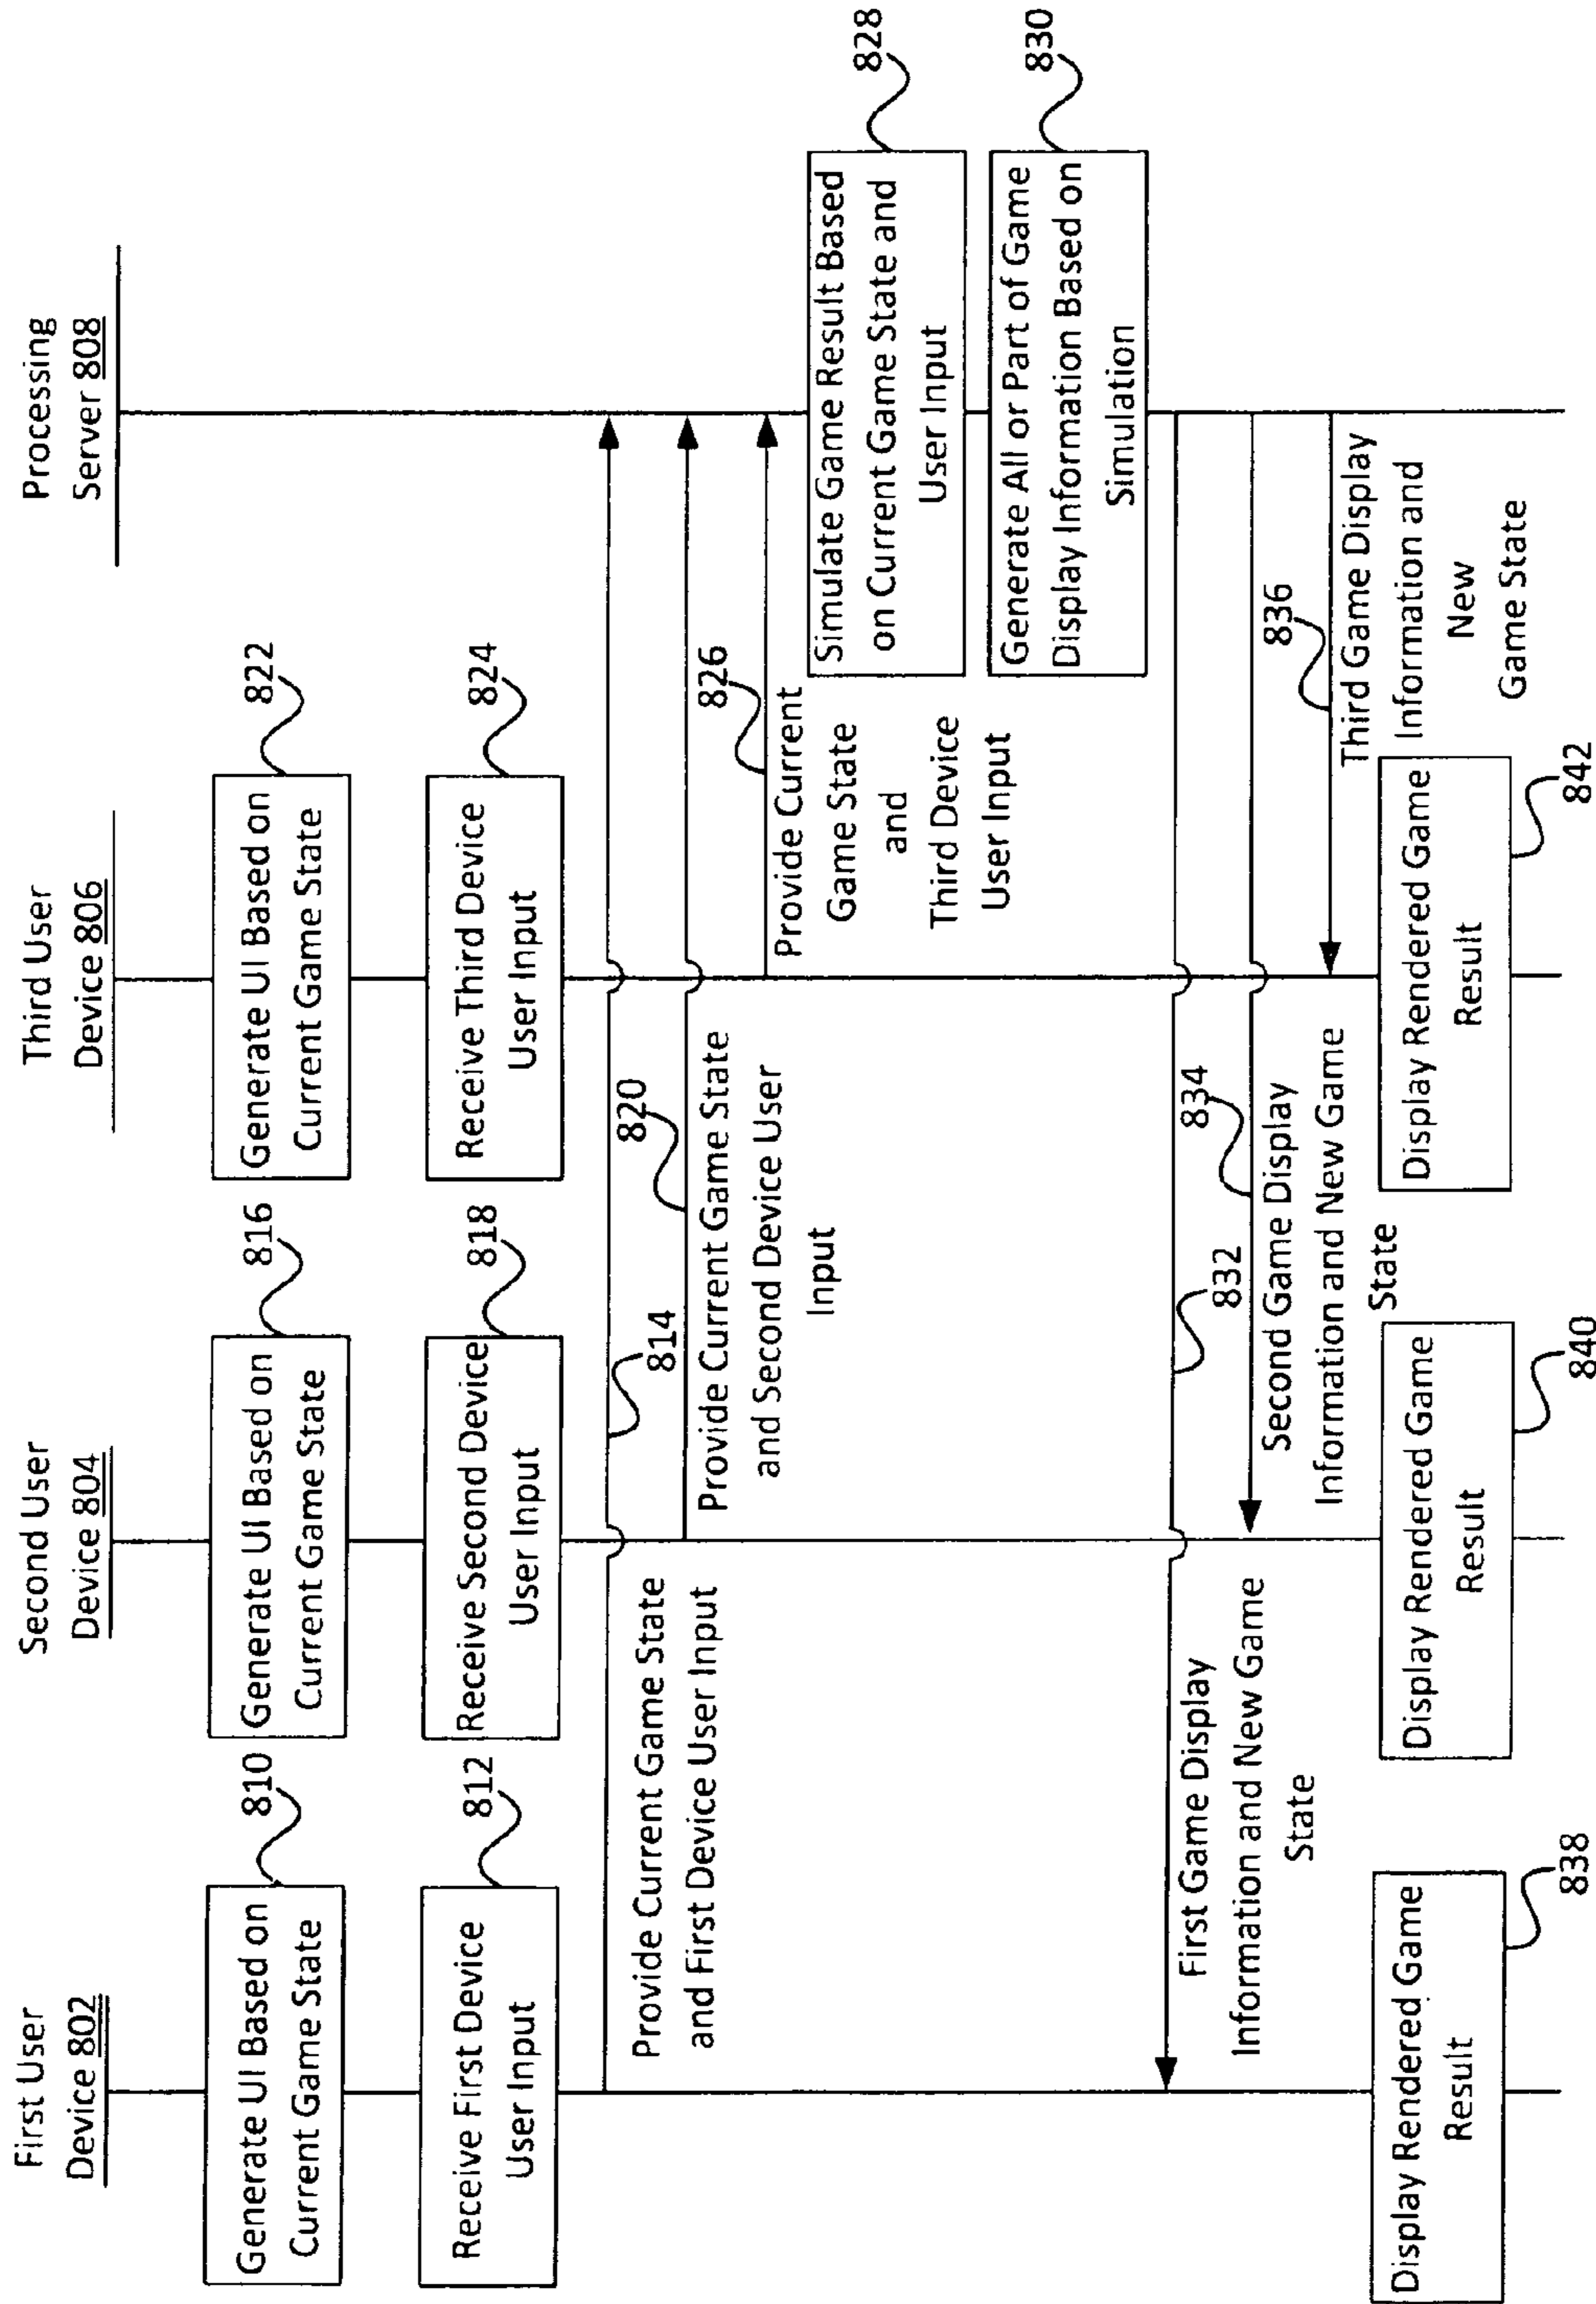 First User
Device 802
Second User
Device 804
Third User
Device 806
Processing
Server 808
810
Generate UI Based on
Current Game State
816
Generate UI Based on
Current Game State
822
Generate UI Based on
Current Game State
812
Receive First Device
User Input
818
Receive Second Device
User Input
824
Receive Third Device
User Input
814
Provide Current Game State
and First Device User Input
820
Provide Current Game State
and Second Device User
Input
826
Provide Current
Game State
and
Third Device
User Input
828
Simulate Game Result Based
on Current Game State and
User Input
830
Generate All or Part of Game
Display Information Based on
Simulation
832
First Game Display
Information and New Game
State
834
Second Game Display
Information and New Game
State
836
Third Game Display
Information and
New
Game State
Display Rendered Game
Result
838
Display Rendered Game
Result
840
Display Rendered Game
Result
842